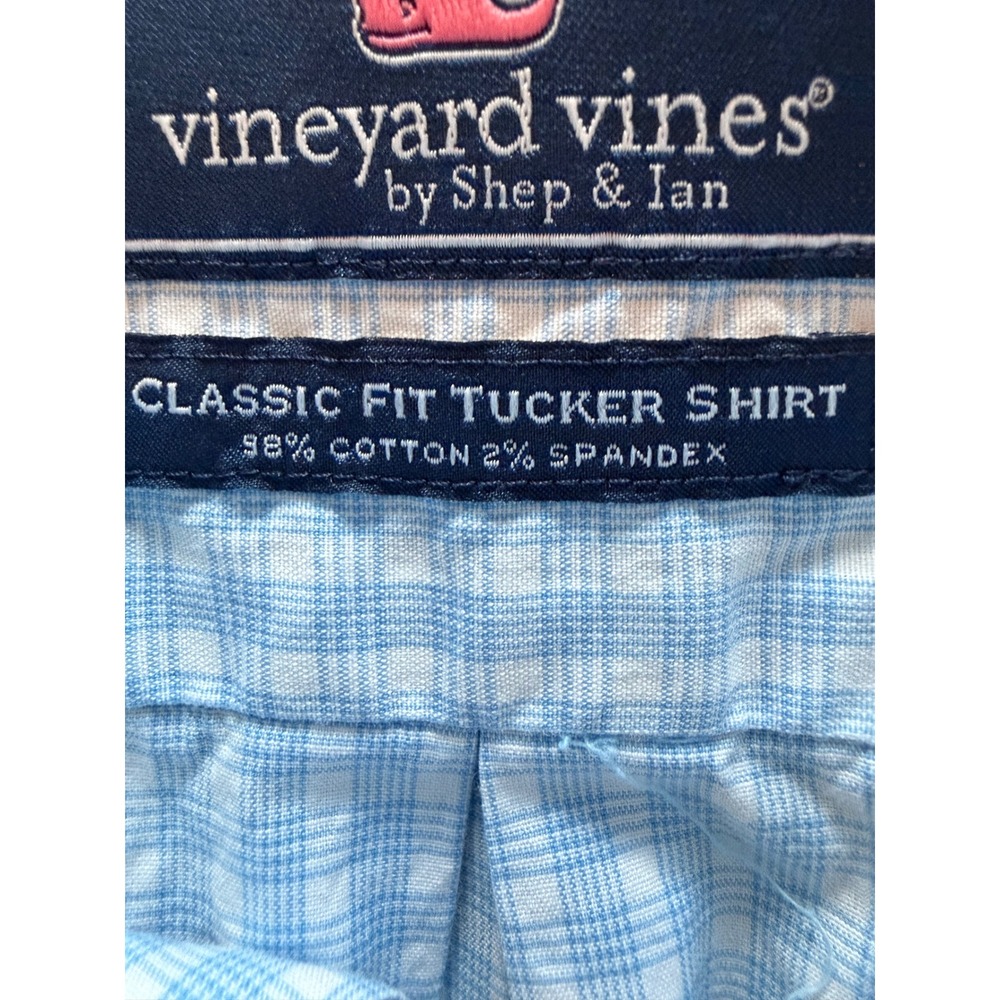 vineyard vines®
by Shep & Ian
CLASSIC FIT TUCKER SHIRT
98% COTTON 2% SPANDEX